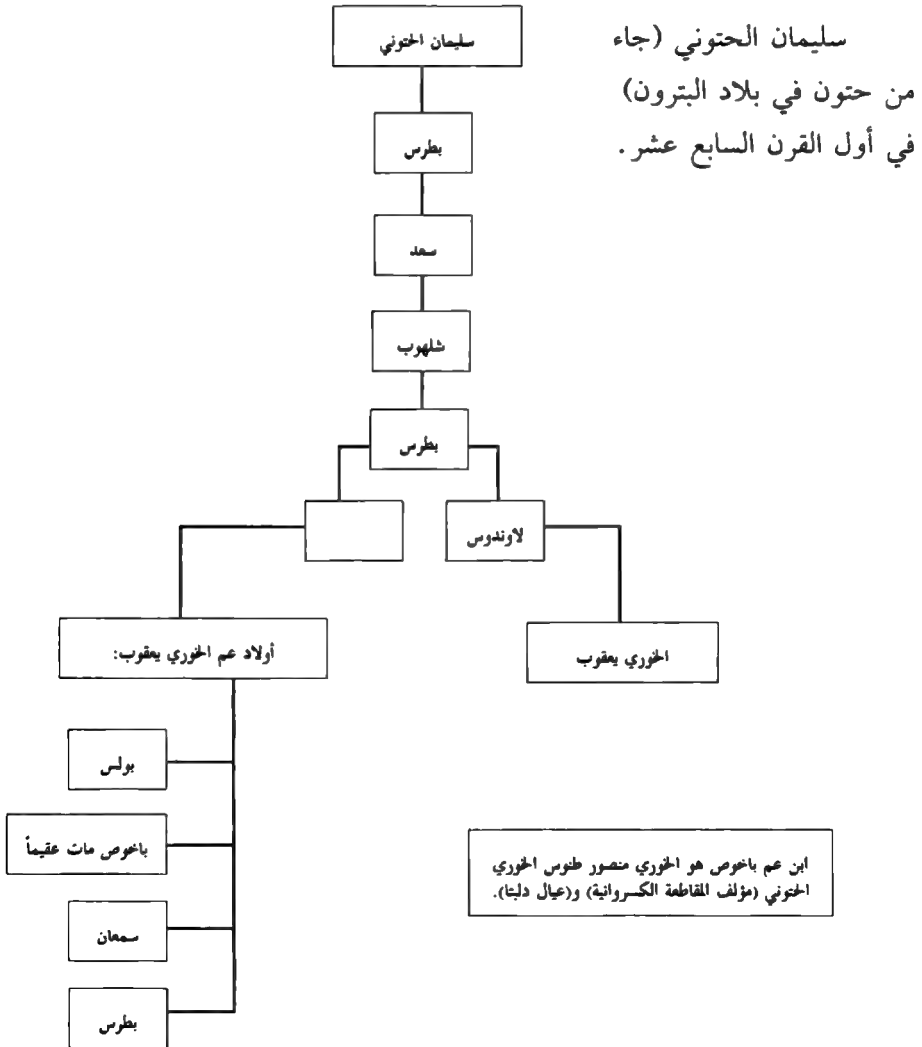 سليمان الحتوني (جاء
من حتون في بلاد البترون)
في أول القرن السابع عشر.
سليمان الحتوني
بطرس
سعد
شلهوب
بطرس
لاوندوس
الخوري يعقوب
أولاد عم الخوري يعقوب:
بولس
باخوص مات عقيماً
سمعان
بطرس
ابن عم باخوص هو الخوري منصور طنوس الخوري
الحتوني (مؤلف المقاطعة الكسروانية) و(عيال دلبتا).